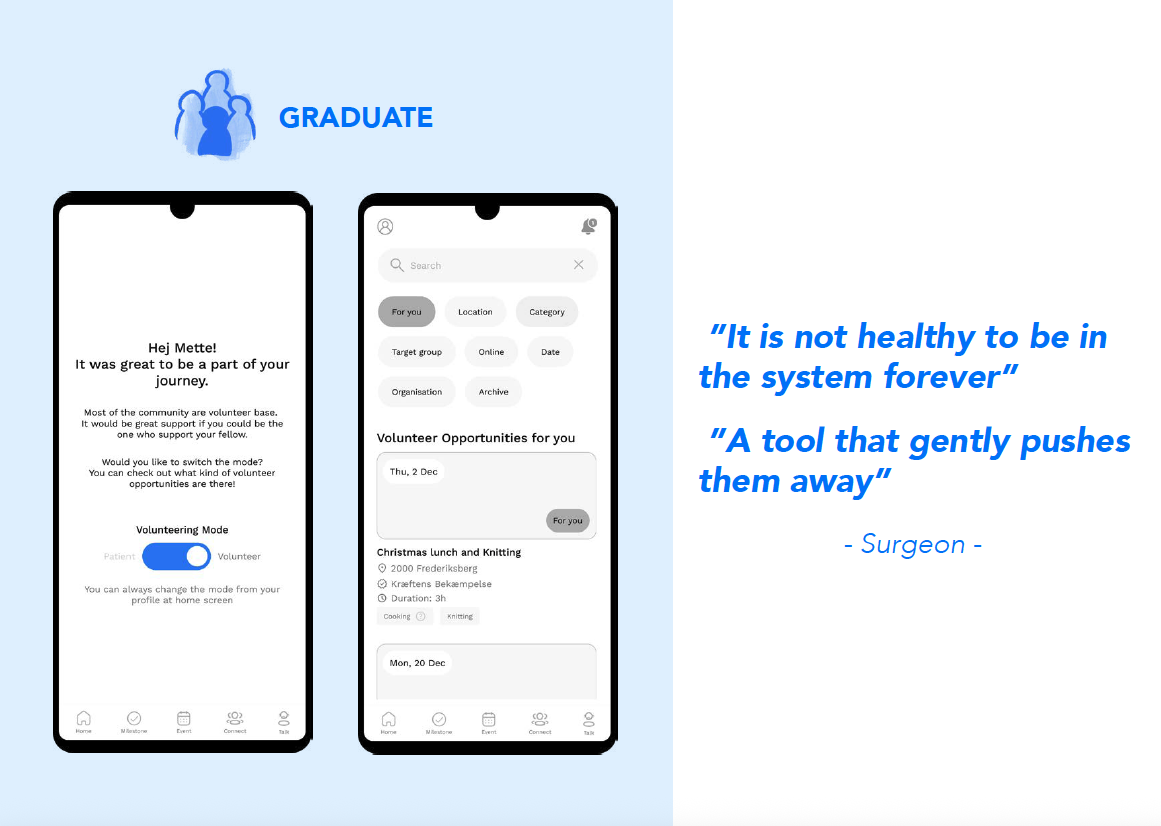 GRADUATE
Hej Mette!
It was great to be a part of your
journey.
Most of the community are volunteer base.
It would be great support if you could be the
one who support your fellow.
Would you like to switch the mode?
You can check out what kind of volunteer
opportunities are there!
Volunteering Mode
Patient Volunteer
You can always change the mode from your
profile at home screen
Home Milestone Event Connect Talk
1
Search
For you Location Category
Target group Online Date
Organisation Archive
Volunteer Opportunities for you
Thu, 2 Dec
For you
Christmas lunch and Knitting
2000 Frederiksberg
Kræftens Bekæmpelse
Duration: 3h
Cooking ? Knitting
Mon, 20 Dec
Home Milestone Event Connect Talk
”It is not healthy to be in
the system forever”
”A tool that gently pushes
them away”
- Surgeon -